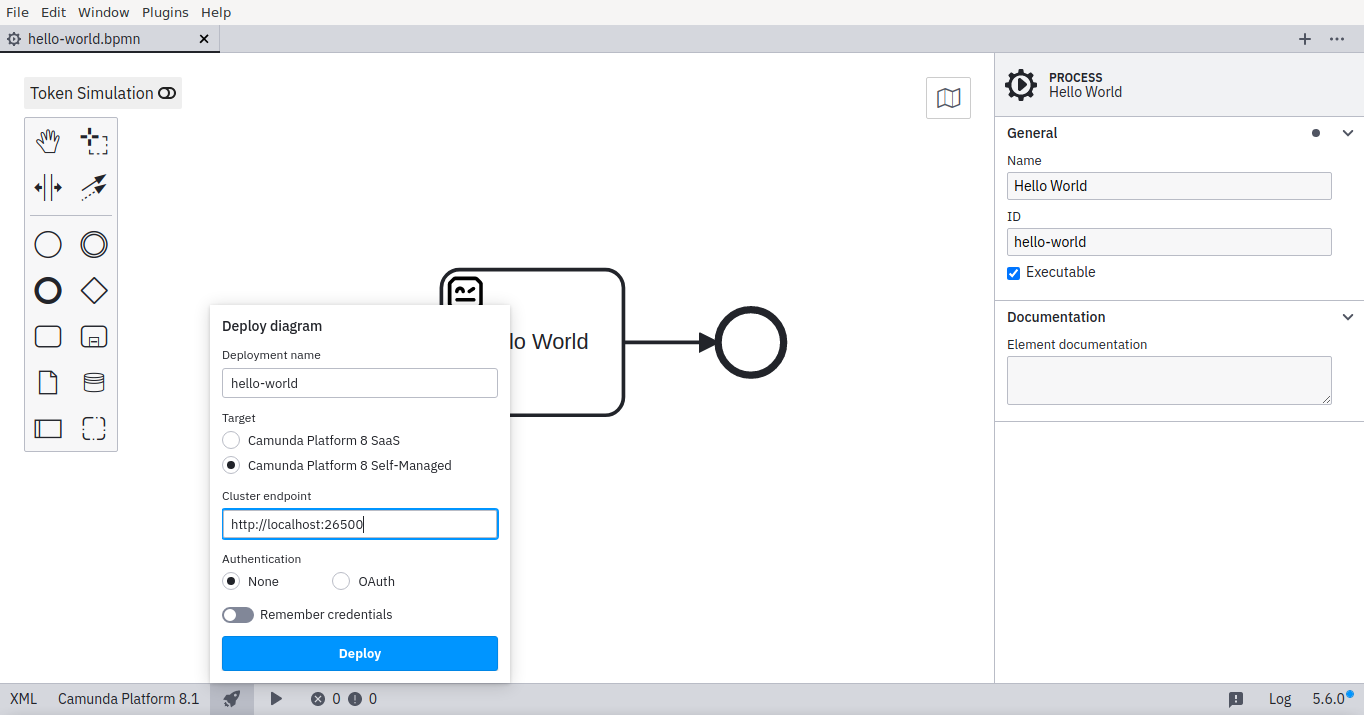 File Edit Window Plugins Help
hello-world.bpmn
Token Simulation
PROCESS
Hello World
General
Name
Hello World
ID
hello-world
Executable
Documentation
Element documentation
lo World
Deploy diagram
Deployment name
hello-world
Target
Camunda Platform 8 SaaS
Camunda Platform 8 Self-Managed
Cluster endpoint
http://localhost:26500
Authentication
None OAuth
Remember credentials
Deploy
XML Camunda Platform 8.1 0 0 Log 5.6.0